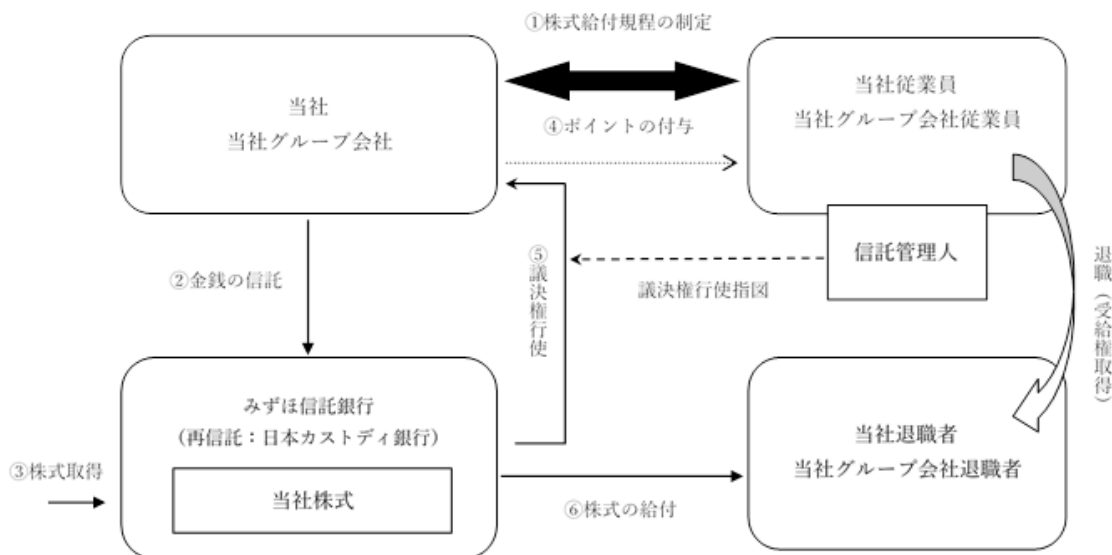 ①株式給付規程の制定
当社
当社グループ会社
当社従業員
当社グループ会社従業員
④ポイントの付与
②金銭の信託
⑤議決権行使
信託管理人
議決権行使指図
退職(受給権取得)
みずほ信託銀行
(再信託:日本カストディ銀行)
③株式取得
当社株式
⑥株式の給付
当社退職者
当社グループ会社退職者